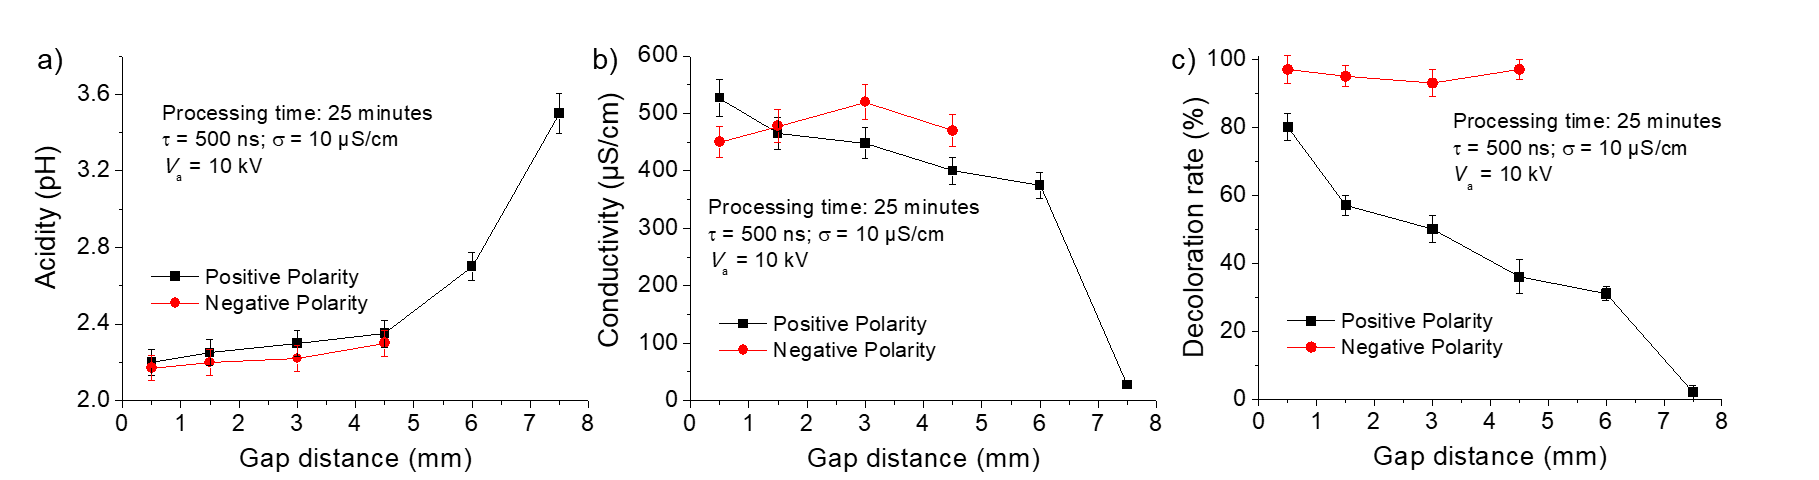 a)
Acidity (pH)
3.6
3.2
2.8
2.4
2.0
Processing time: 25 minutes
τ = 500 ns; σ = 10 µS/cm
Va = 10 kV
Positive Polarity
Negative Polarity
0 1 2 3 4 5 6 7 8
Gap distance (mm)
b)
Conductivity (µS/cm)
600
500
400
300
200
100
0
Processing time: 25 minutes
τ = 500 ns; σ = 10 µS/cm
Va = 10 kV
Positive Polarity
Negative Polarity
0 1 2 3 4 5 6 7 8
Gap distance (mm)
c)
Decoloration rate (%)
100
80
60
40
20
0
Processing time: 25 minutes
τ = 500 ns; σ = 10 µS/cm
Va = 10 kV
Positive Polarity
Negative Polarity
0 1 2 3 4 5 6 7 8
Gap distance (mm)